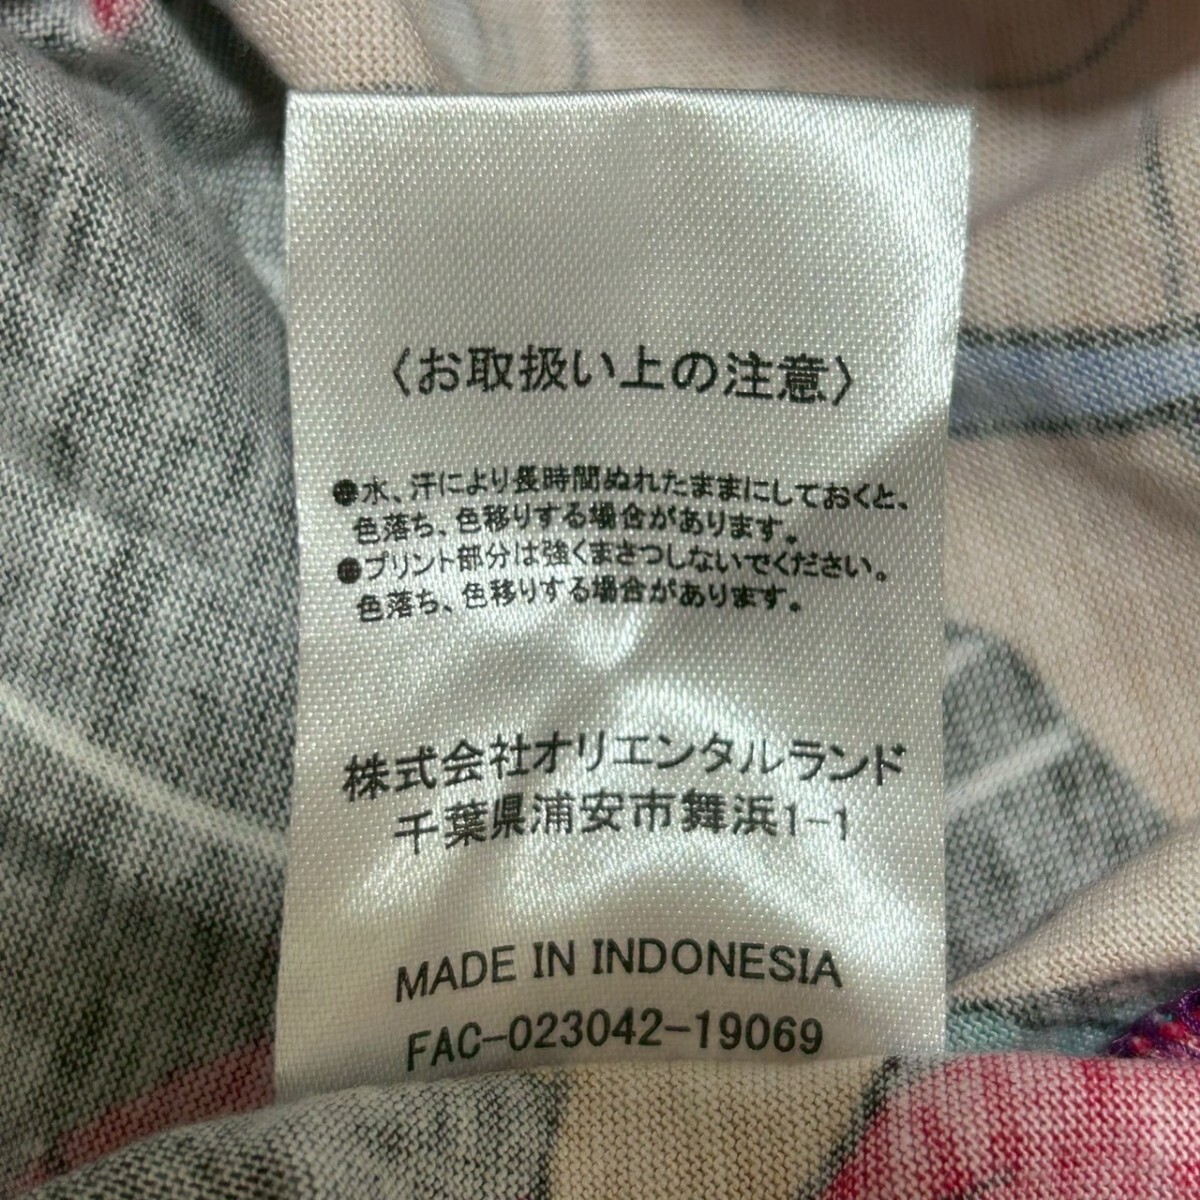 〈お取扱い上の注意〉
●水、汗により長時間ぬれたままにしておくと、
色落ち、色移りする場合があります。
●プリント部分は強くまさつしないでください。
色落ち、色移りする場合があります。
株式会社オリエンタルランド
千葉県浦安市舞浜1-1
MADE IN INDONESIA
FAC-023042-19069